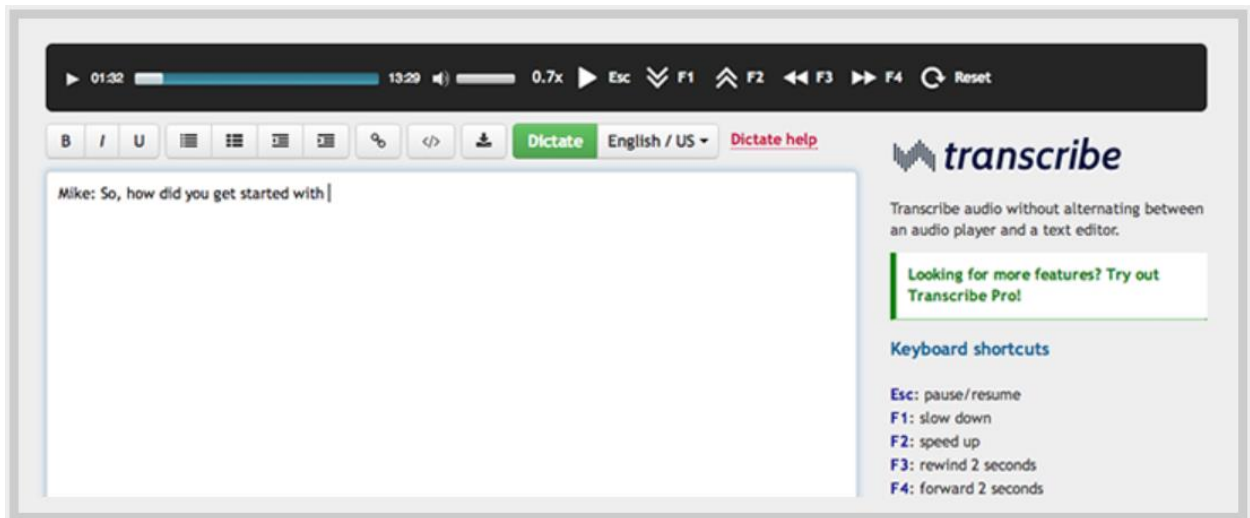 01:32 13:29 0.7x Esc F1 F2 F3 F4 Reset
B I U </> Dictate English / US Dictate help
Mike: So, how did you get started with
transcribe
Transcribe audio without alternating between
an audio player and a text editor.
Looking for more features? Try out
Transcribe Pro!
Keyboard shortcuts
Esc: pause/resume
F1: slow down
F2: speed up
F3: rewind 2 seconds
F4: forward 2 seconds